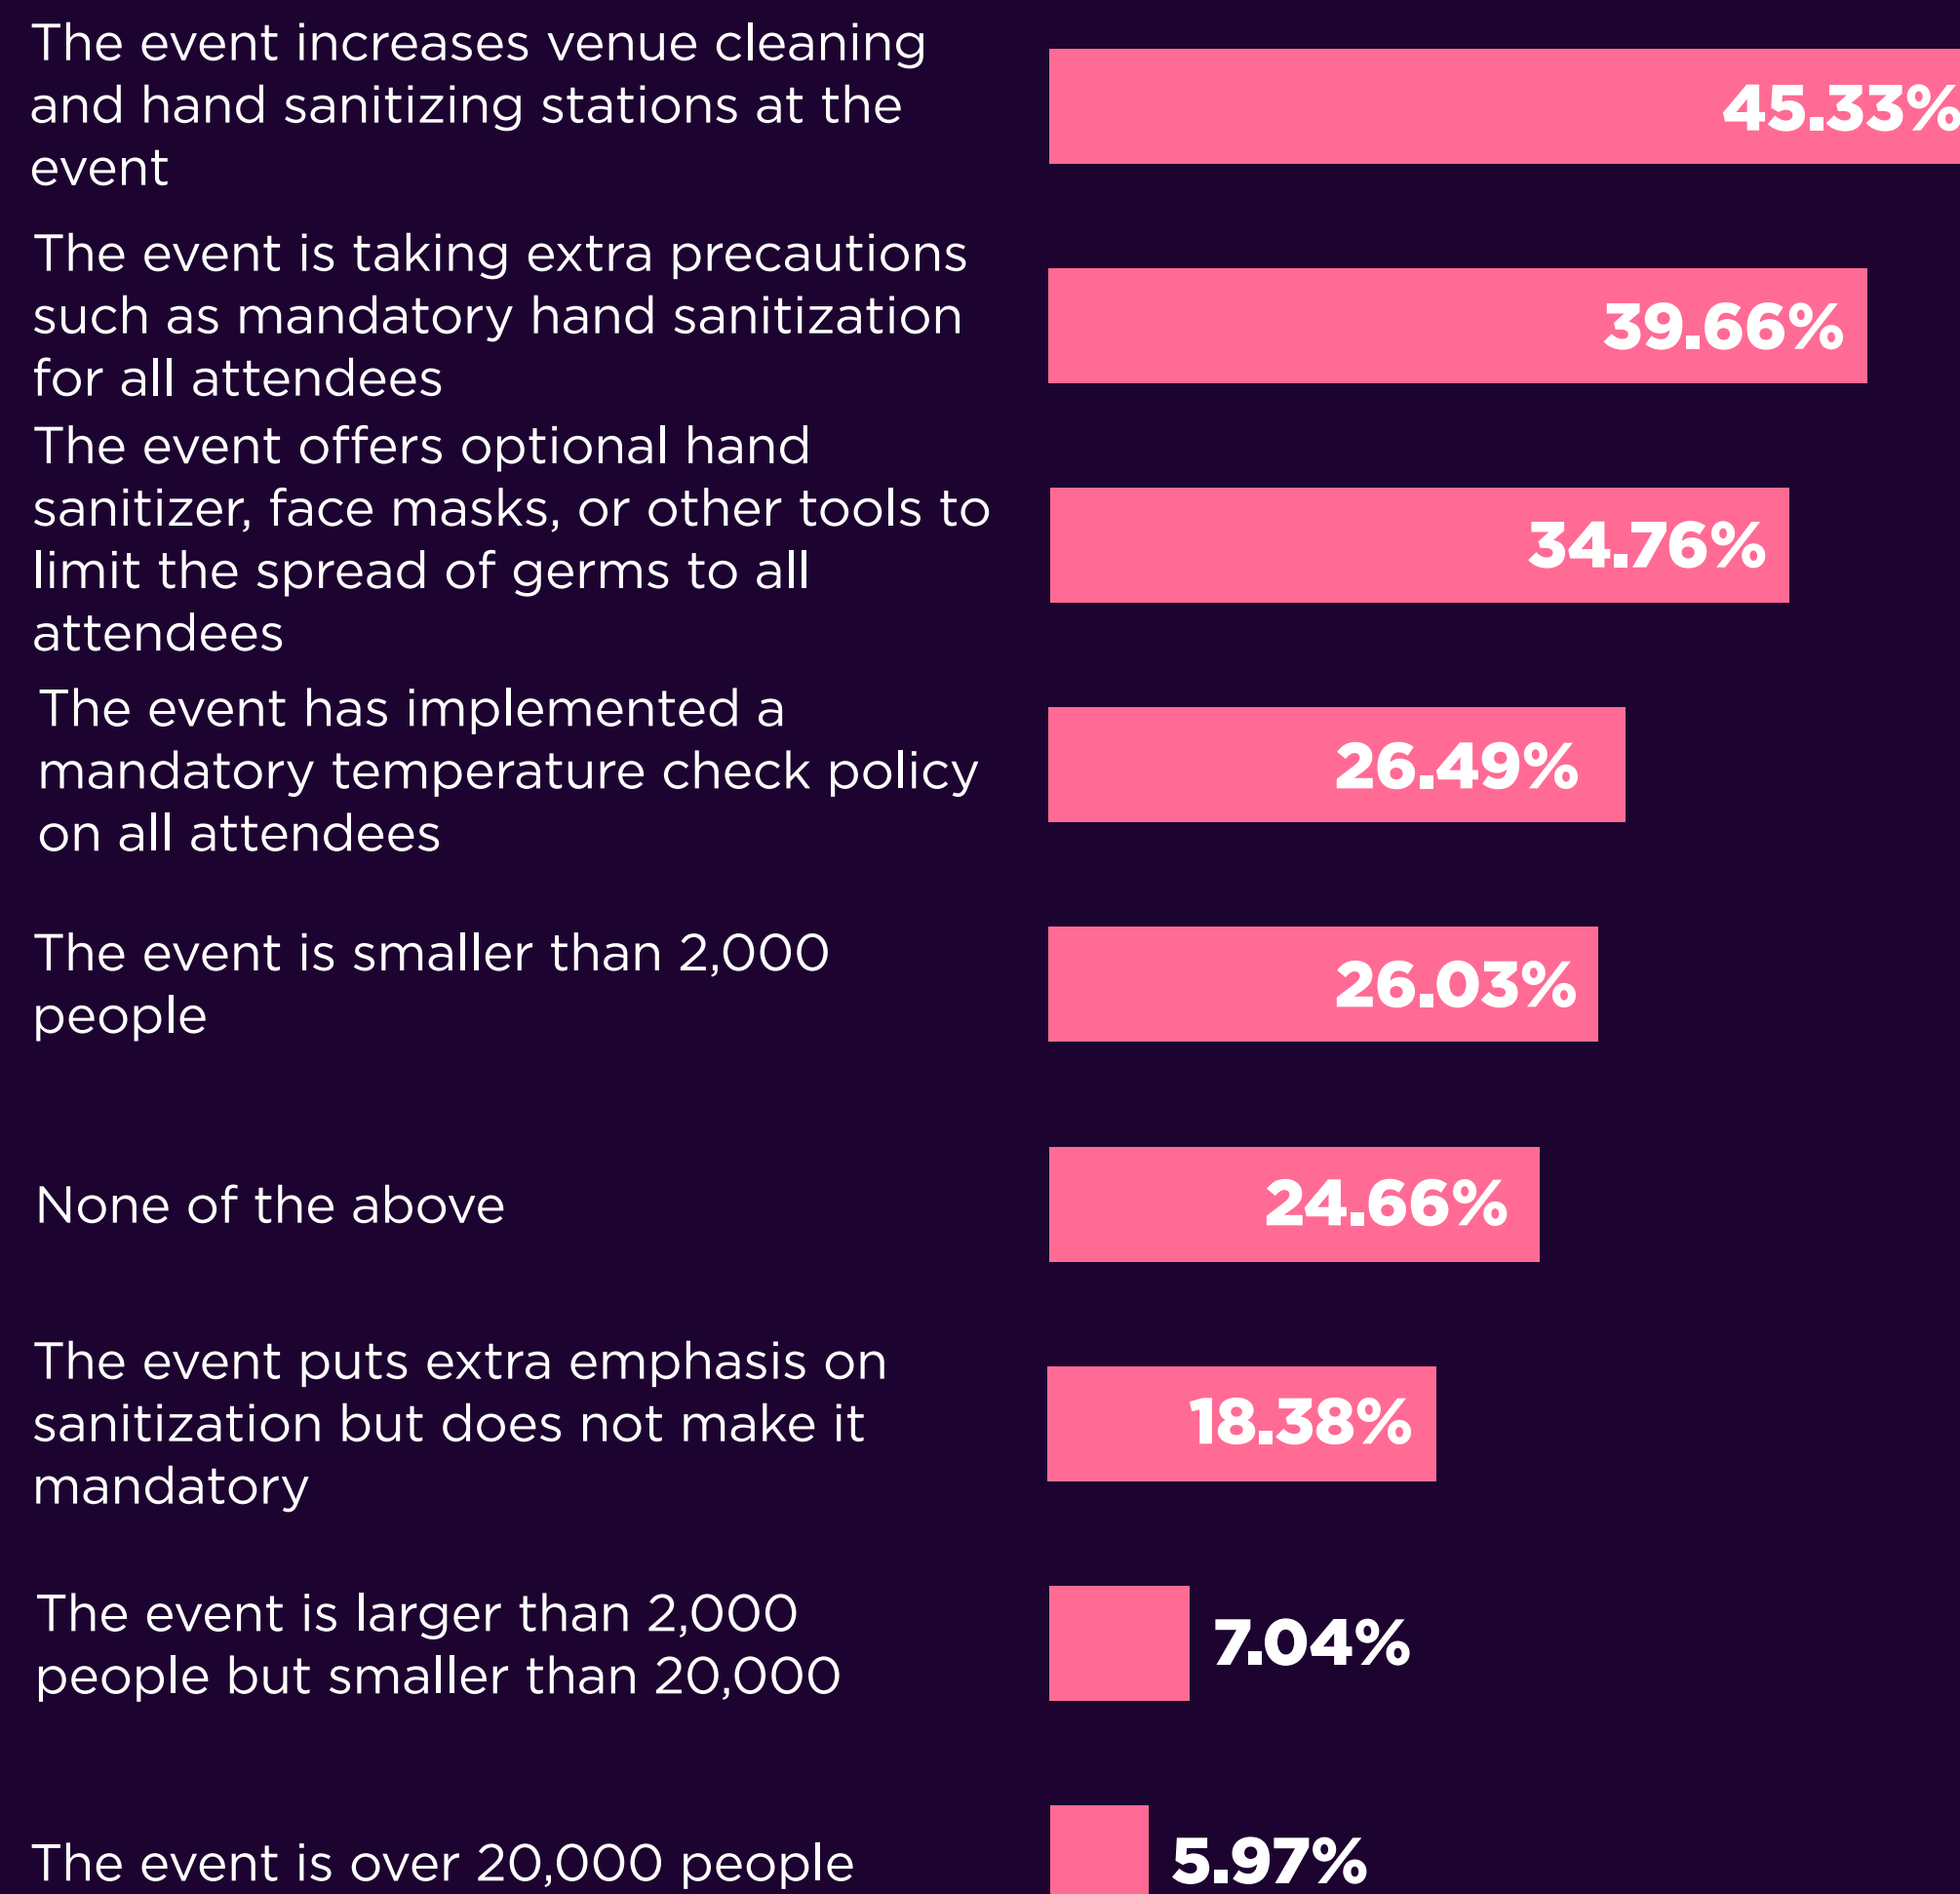 The event increases venue cleaning
and hand sanitizing stations at the
event
45.33%
The event is taking extra precautions
such as mandatory hand sanitization
for all attendees
39.66%
The event offers optional hand
sanitizer, face masks, or other tools to
limit the spread of germs to all
attendees
34.76%
The event has implemented a
mandatory temperature check policy
on all attendees
26.49%
The event is smaller than 2,000
people
26.03%
None of the above
24.66%
The event puts extra emphasis on
sanitization but does not make it
mandatory
18.38%
The event is larger than 2,000
people but smaller than 20,000
7.04%
The event is over 20,000 people
5.97%